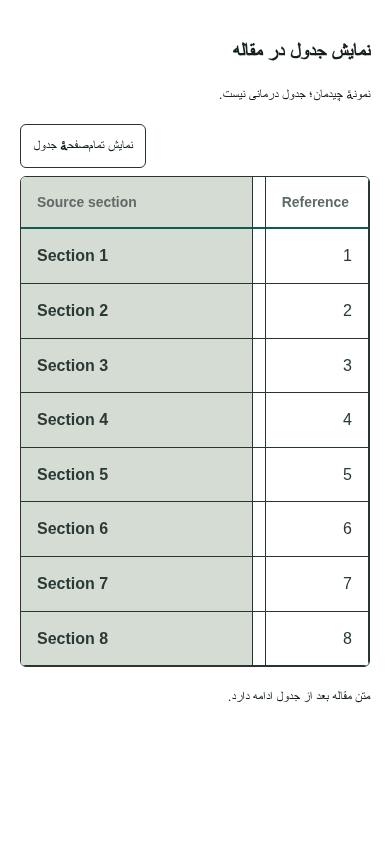 نمایش جدول در مقاله
نمونهٔ چیدمان؛ جدول درمانی نیست.
نمایش تمام‌صفحهٔ جدول
Source section Reference
Section 1 1
Section 2 2
Section 3 3
Section 4 4
Section 5 5
Section 6 6
Section 7 7
Section 8 8
متن مقاله بعد از جدول ادامه دارد.